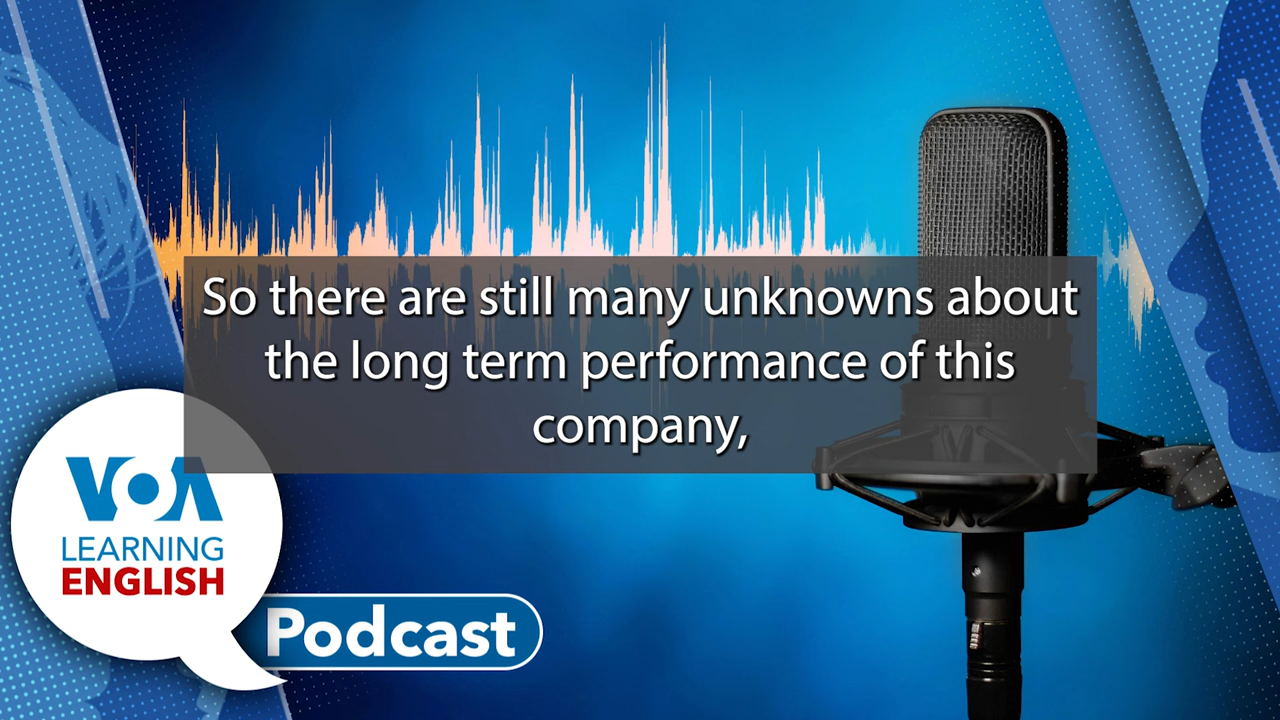 So there are still many unknowns about
the long term performance of this
company,
VOA
LEARNING
ENGLISH
Podcast